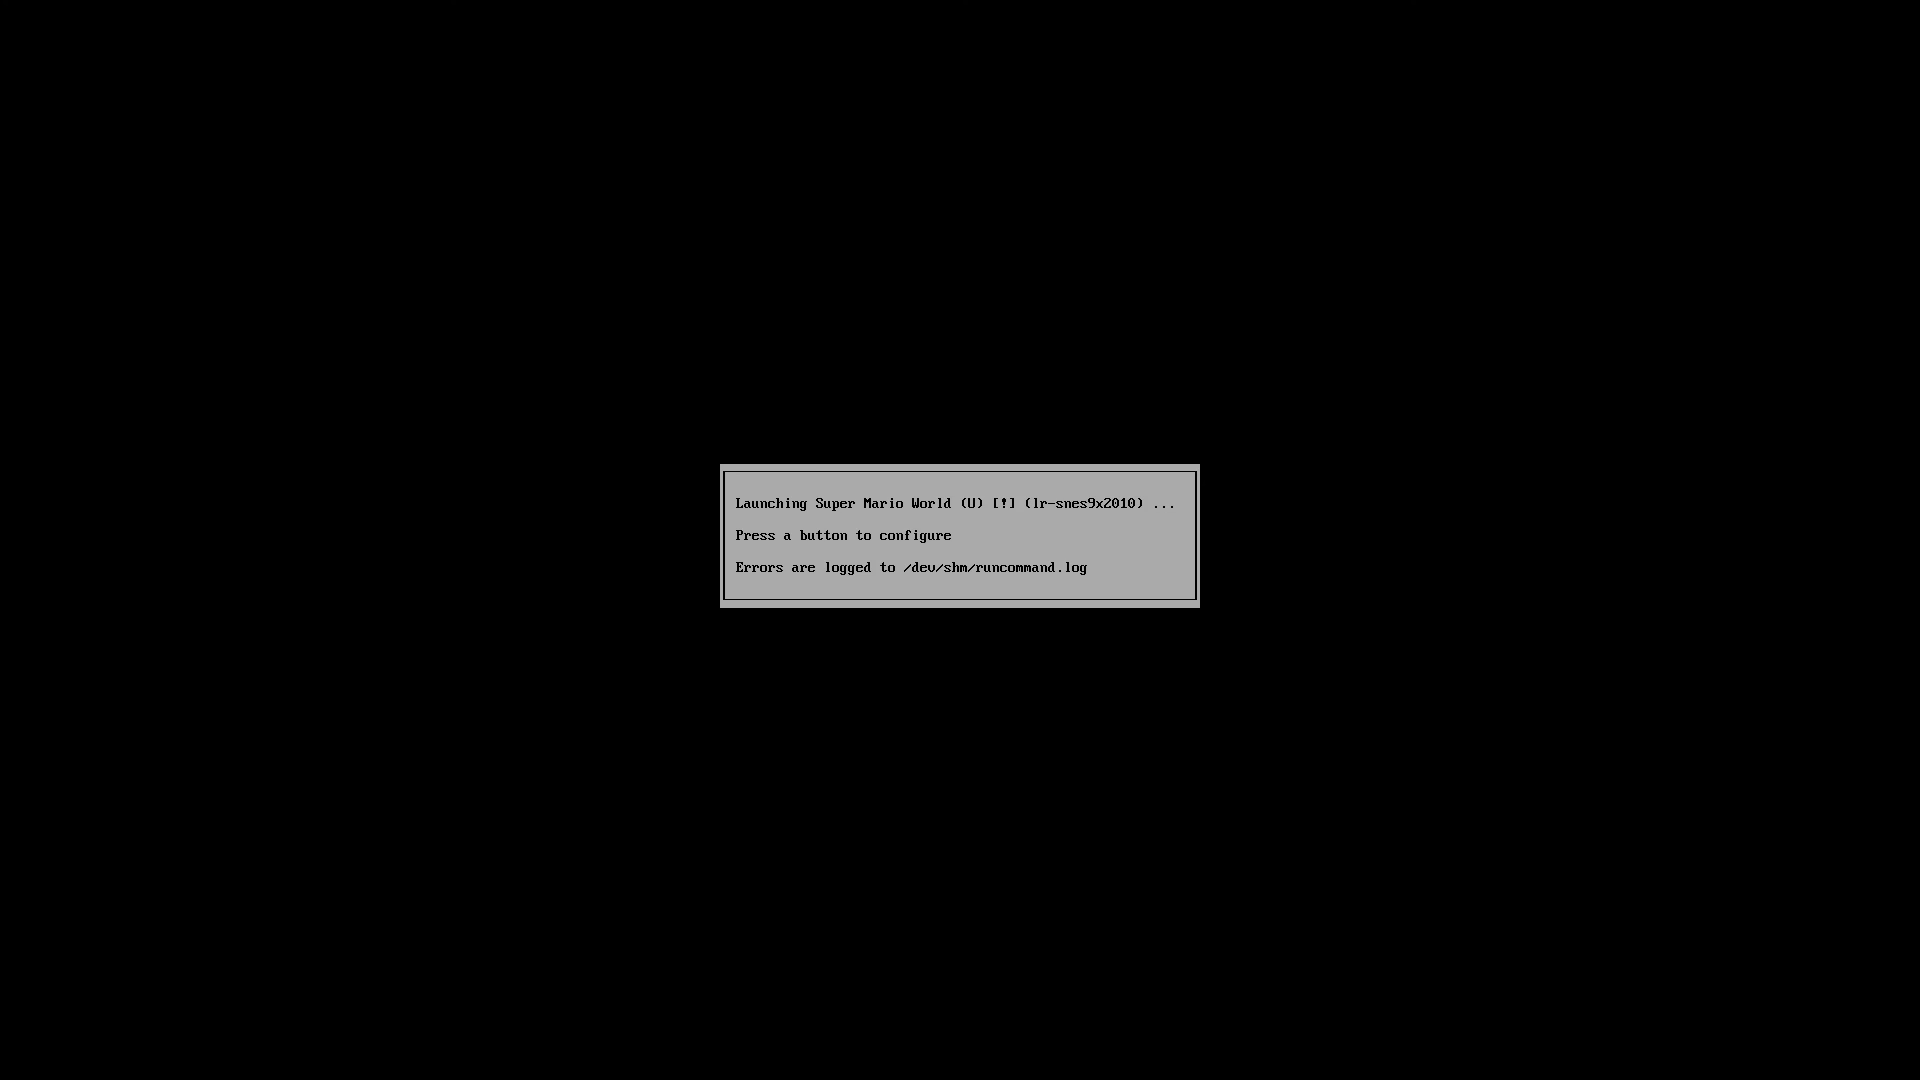 Launching Super Mario World (U) [!] (lr-snes9x2010) ...
Press a button to configure
Errors are logged to /dev/shm/runcommand.log